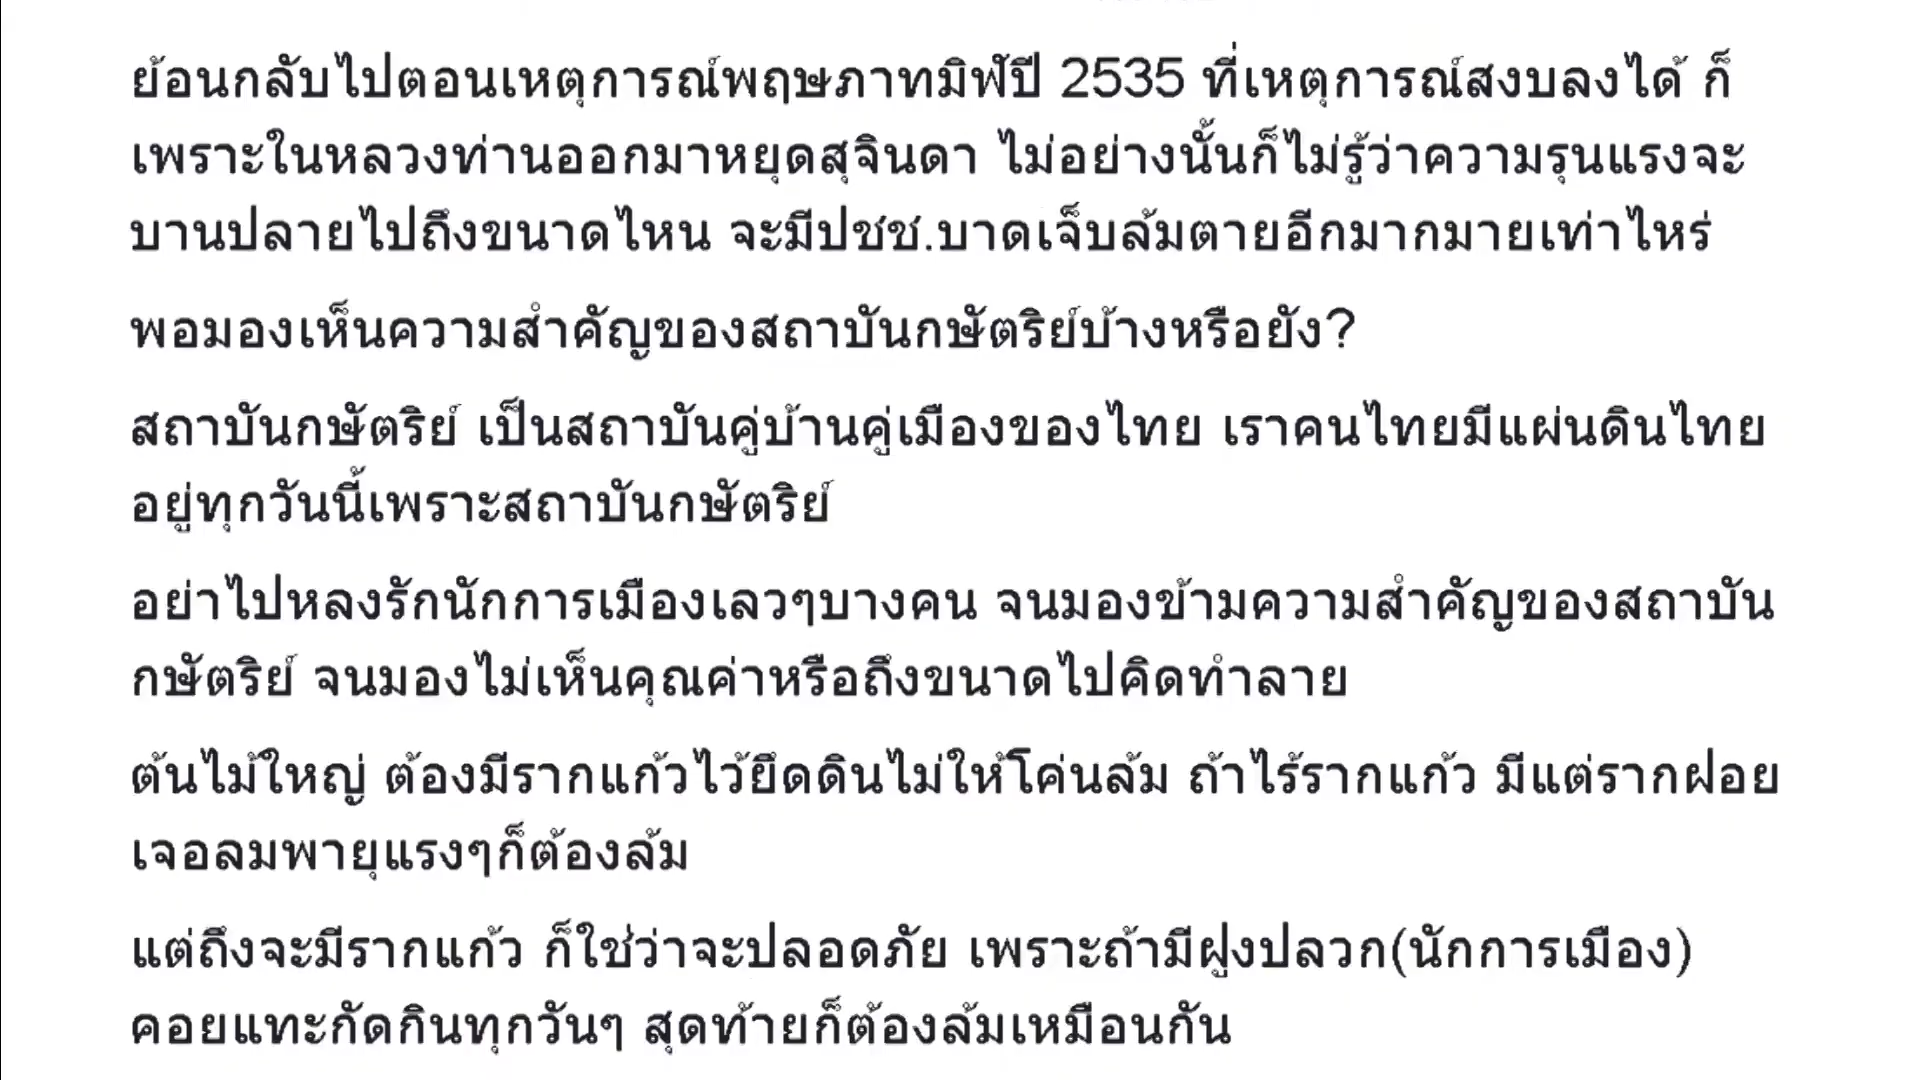 ย้อนกลับไปตอนเหตุการณ์พฤษภาทมิฬปี 2535 ที่เหตุการณ์สงบลงได้ ก็
เพราะในหลวงท่านออกมาหยุดสุจินดา ไม่อย่างนั้นก็ไม่รู้ว่าความรุนแรงจะ
บานปลายไปถึงขนาดไหน จะมีปชช.บาดเจ็บล้มตายอีกมากมายเท่าไหร่
พอมองเห็นความสำคัญของสถาบันกษัตริย์บ้างหรือยัง?
สถาบันกษัตริย์ เป็นสถาบันคู่บ้านคู่เมืองของไทย เราคนไทยมีแผ่นดินไทย
อยู่ทุกวันนี้เพราะสถาบันกษัตริย์
อย่าไปหลงรักนักการเมืองเลวๆบางคน จนมองข้ามความสำคัญของสถาบัน
กษัตริย์ จนมองไม่เห็นคุณค่าหรือถึงขนาดไปคิดทำลาย
ต้นไม้ใหญ่ ต้องมีรากแก้วไว้ยึดดินไม่ให้โค่นล้ม ถ้าไร้รากแก้ว มีแต่รากฝอย
เจอลมพายุแรงๆก็ต้องล้ม
แต่ถึงจะมีรากแก้ว ก็ใช่ว่าจะปลอดภัย เพราะถ้ามีฝูงปลวก(นักการเมือง)
คอยแทะกัดกินทุกวันๆ สุดท้ายก็ต้องล้มเหมือนกัน